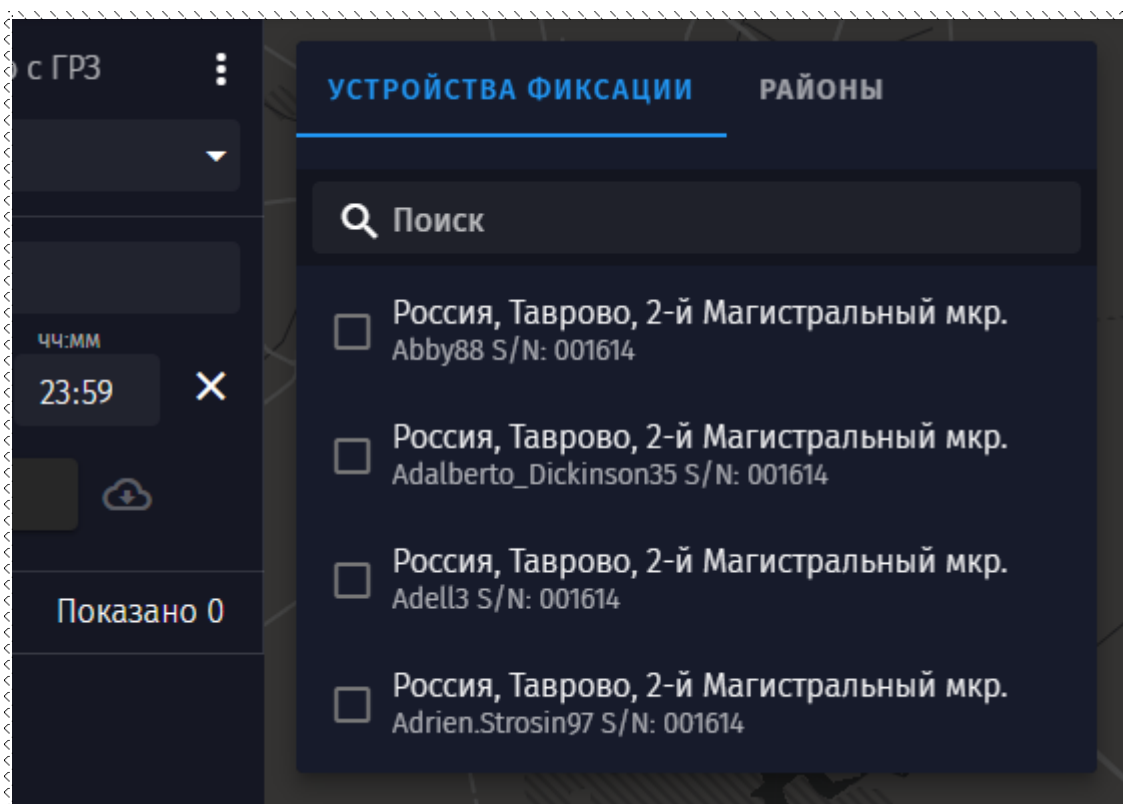 с ГРЗ
чч:мм
23:59
Показано 0
УСТРОЙСТВА ФИКСАЦИИ РАЙОНЫ
Поиск
Россия, Таврово, 2-й Магистральный мкр.
Abby88 S/N: 001614
Россия, Таврово, 2-й Магистральный мкр.
Adalberto_Dickinson35 S/N: 001614
Россия, Таврово, 2-й Магистральный мкр.
Adell3 S/N: 001614
Россия, Таврово, 2-й Магистральный мкр.
Adrien.Strosin97 S/N: 001614